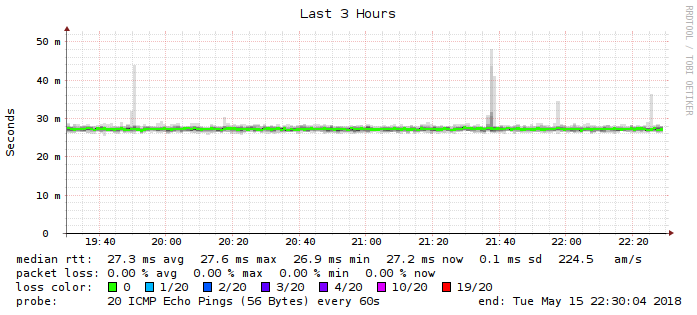 Last 3 Hours
RRDTOOL / TOBI OETIKER
Seconds
50 m
40 m
30 m
20 m
10 m
0
19:40 20:00 20:20 20:40 21:00 21:20 21:40 22:00 22:20
median rtt: 27.3 ms avg 27.6 ms max 26.9 ms min 27.2 ms now 0.1 ms sd 224.5 am/s
packet loss: 0.00 % avg 0.00 % max 0.00 % min 0.00 % now
loss color: 0 1/20 2/20 3/20 4/20 10/20 19/20
probe: 20 ICMP Echo Pings (56 Bytes) every 60s end: Tue May 15 22:30:04 2018